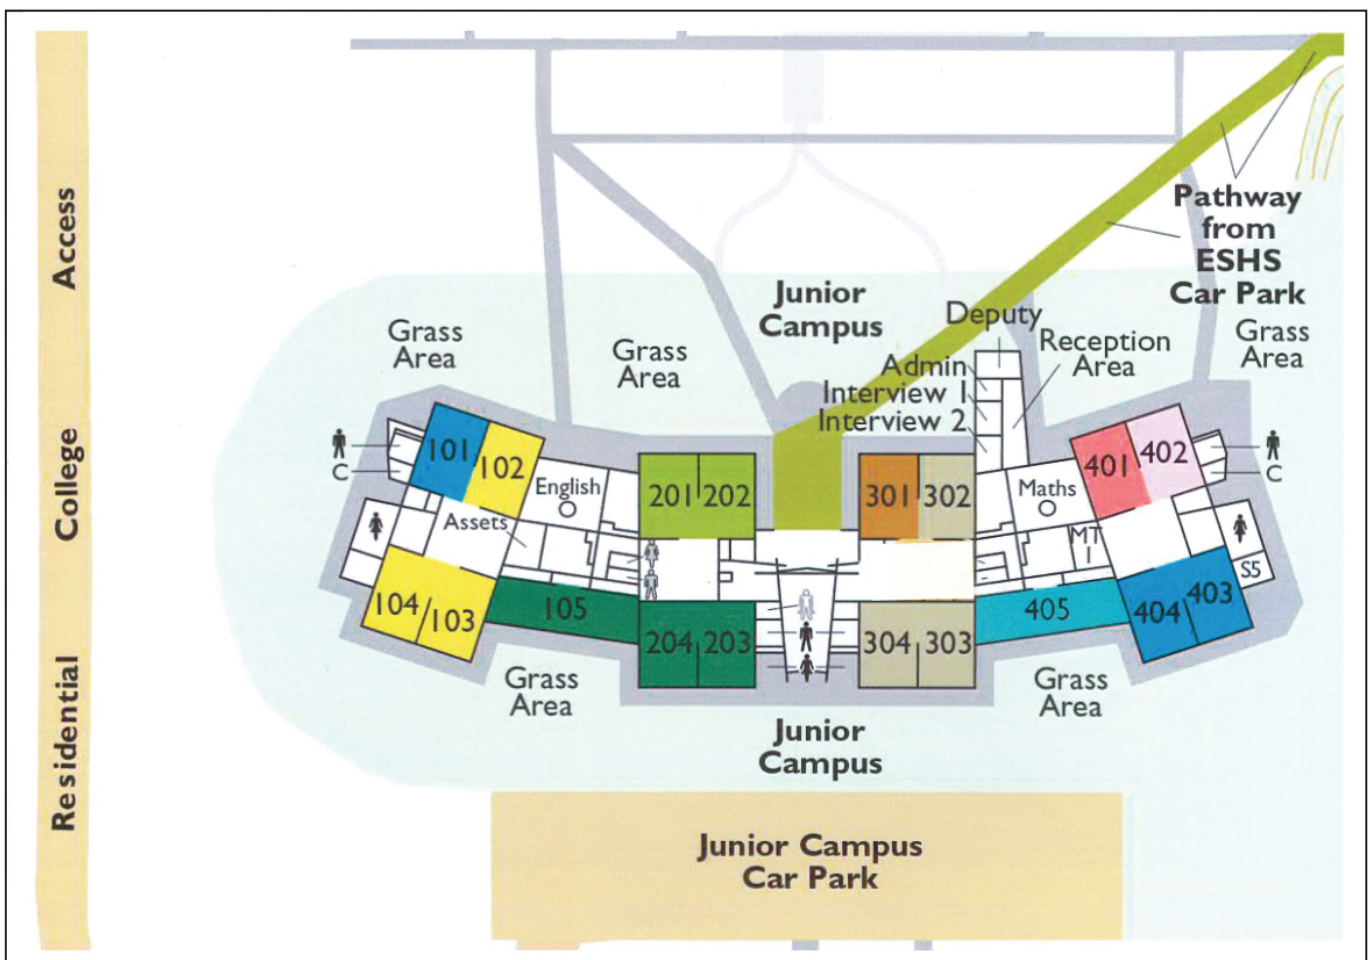 Residential College Access
Pathway
from
ESHS
Car Park
Junior
Campus
Deputy
Grass
Area
Grass
Area
Admin
Interview 1
Interview 2
Reception
Area
Grass
Area
101
102
C
English
Assets
201
202
301
302
Maths
MT
1
401
402
C
104
103
105
204
203
304
303
405
404
403
S5
Grass
Area
Grass
Area
Junior
Campus
Junior Campus
Car Park